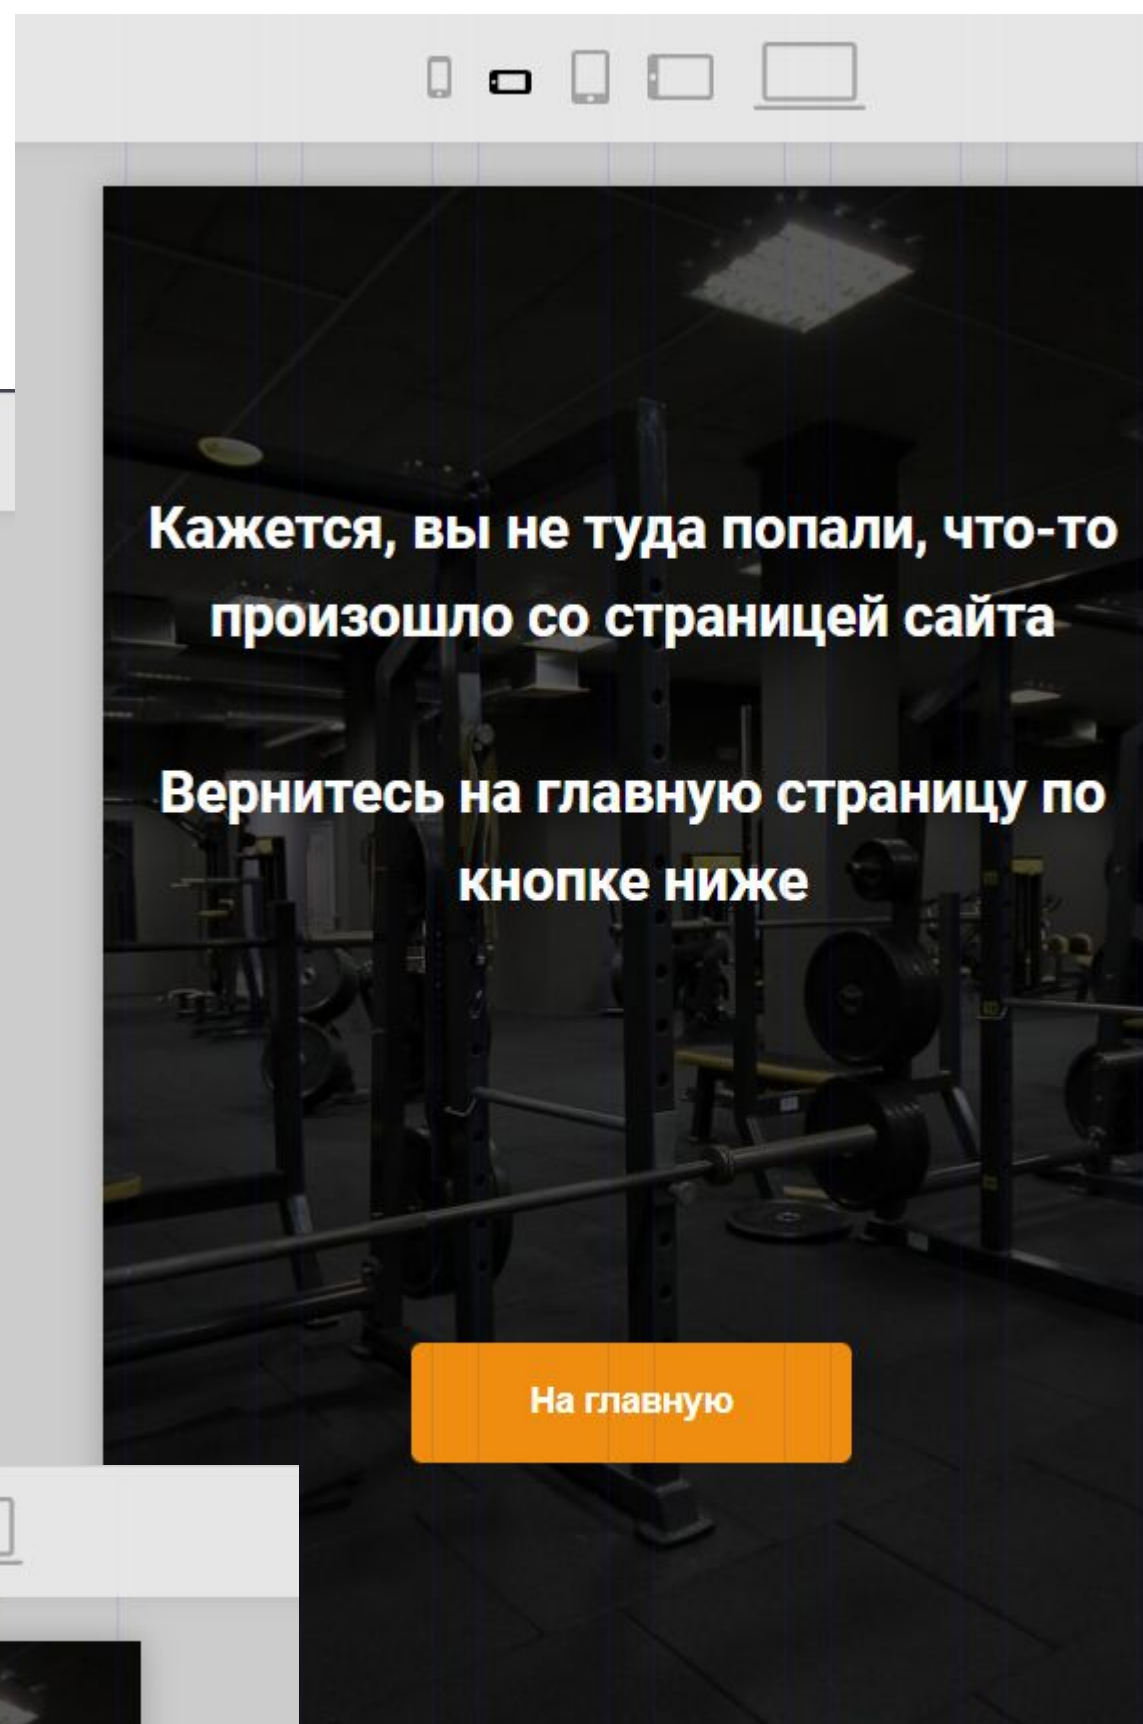 Кажется, вы не туда попали, что-то
произошло со страницей сайта
Вернитесь на главную страницу по
кнопке ниже
На главную